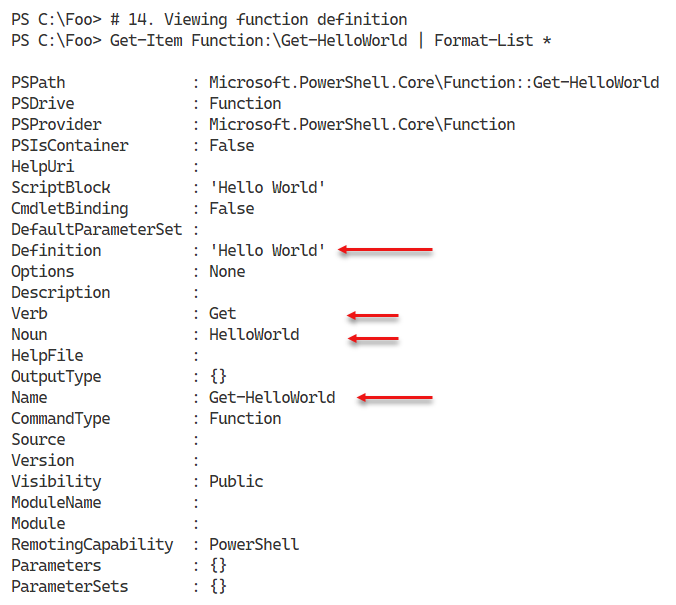 PS C:\Foo> # 14. Viewing function definition
PS C:\Foo> Get-Item Function:\Get-HelloWorld | Format-List *
PSPath              : Microsoft.PowerShell.Core\Function::Get-HelloWorld
PSDrive             : Function
PSProvider          : Microsoft.PowerShell.Core\Function
PSIsContainer       : False
HelpUri             :
ScriptBlock         : 'Hello World'
CmdletBinding       : False
DefaultParameterSet :
Definition          : 'Hello World'
Options             : None
Description         :
Verb                : Get
Noun                : HelloWorld
HelpFile            :
OutputType          : {}
Name                : Get-HelloWorld
CommandType         : Function
Source              :
Version             :
Visibility          : Public
ModuleName          :
Module              :
RemotingCapability  : PowerShell
Parameters          : {}
ParameterSets       : {}